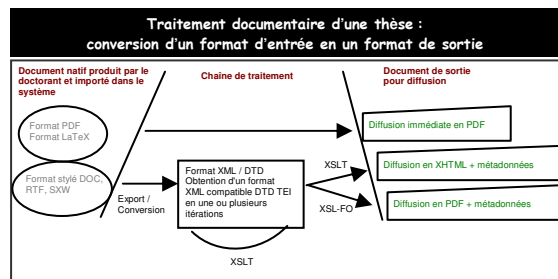 Traitement documentaire d'une thèse :
conversion d'un format d'entrée en un format de sortie
Document natif produit par le
doctorant et importé dans le
système
Chaîne de traitement
Document de sortie
pour diffusion
Format PDF
Format LaTeX
Diffusion immédiate en PDF
Format stylé DOC,
RTF, SXW
Export /
Conversion
Format XML / DTD
Obtention d'un format
XML compatible DTD TEI
en une ou plusieurs
itérations
XSLT
XSLT
XSL-FO
Diffusion en XHTML + métadonnées
Diffusion en PDF + métadonnées